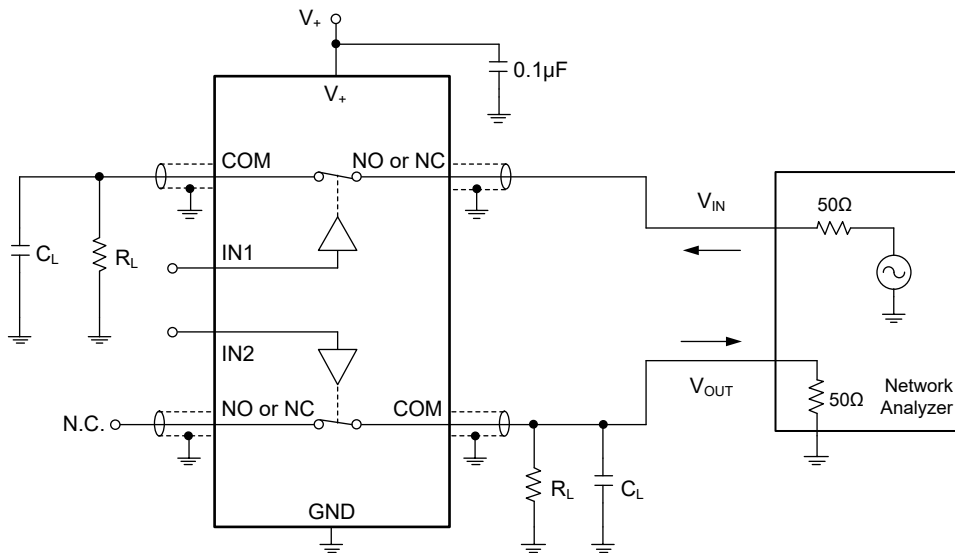 V+
0.1µF
V+
COM
NO or NC
VIN
50Ω
CL
RL
IN1
IN2
VOUT
50Ω
Network
Analyzer
NO or NC
COM
N.C.
RL
CL
GND